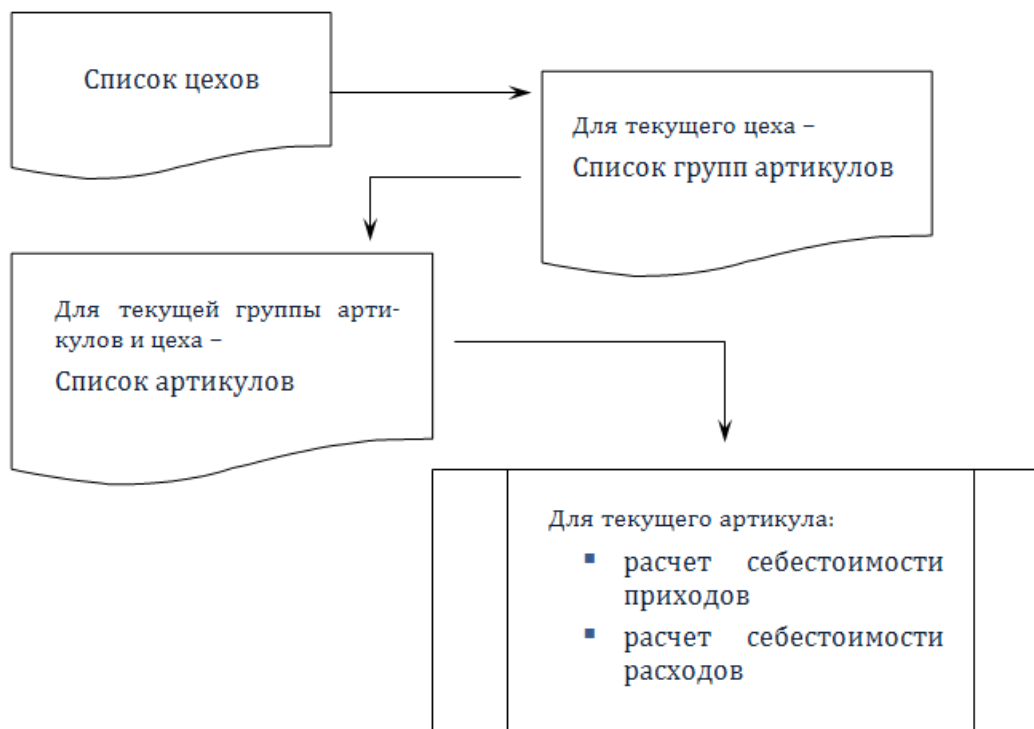 Список цехов
Для текущего цеха –
Список групп артикулов
Для текущей группы арти-
кулов и цеха –
Список артикулов
Для текущего артикула:
▪ расчет себестоимости
приходов
▪ расчет себестоимости
расходов